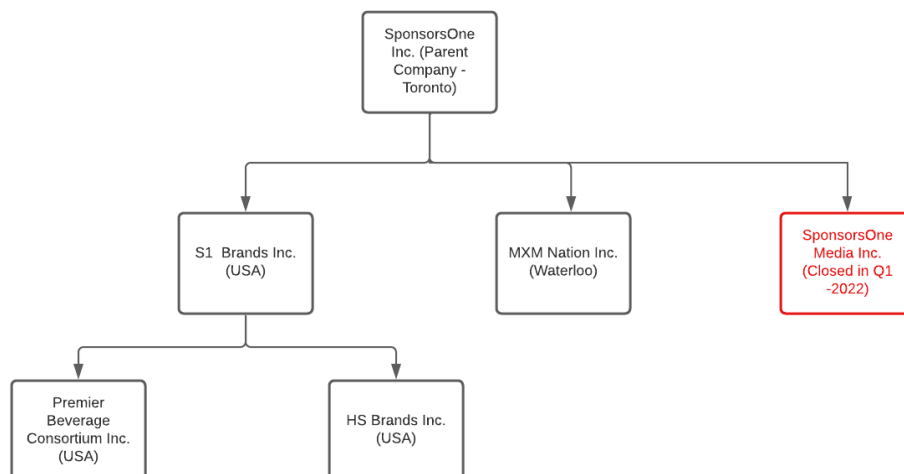 SponsorsOne
Inc. (Parent
Company -
Toronto)
S1 Brands Inc.
(USA)
MXM Nation Inc.
(Waterloo)
SponsorsOne
Media Inc.
(Closed in Q1
-2022)
Premier
Beverage
Consortium Inc.
(USA)
HS Brands Inc.
(USA)